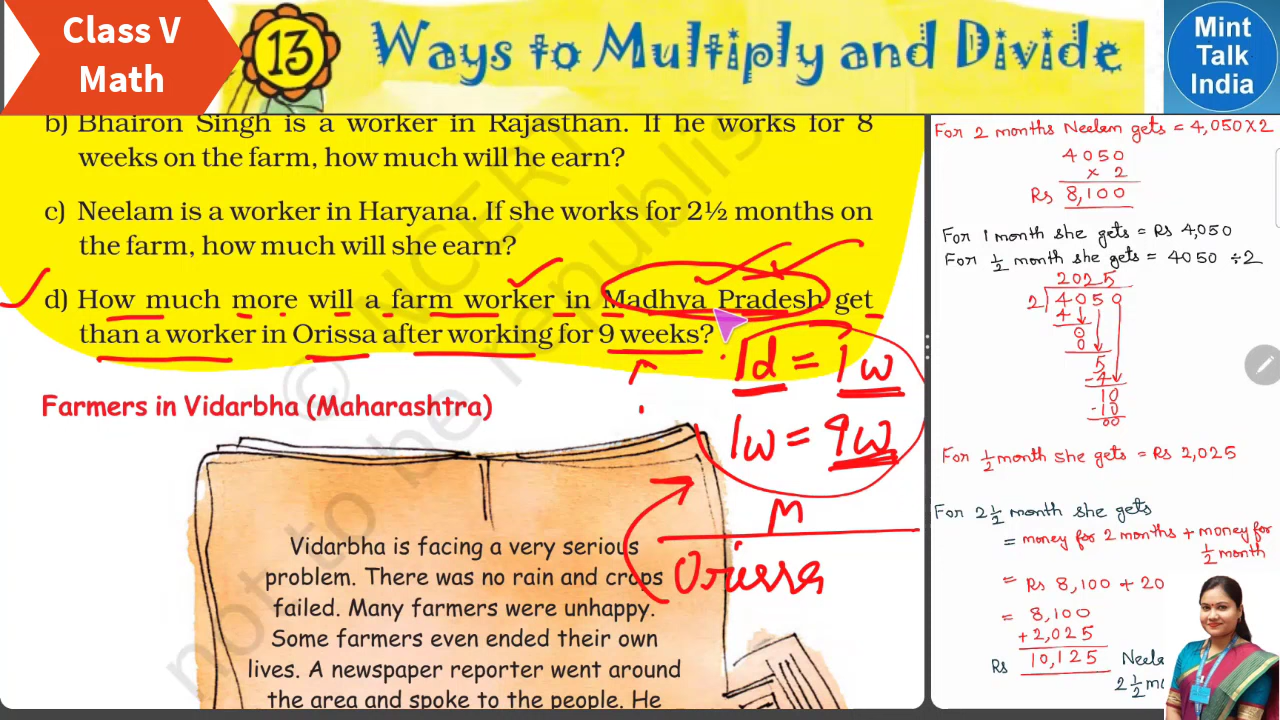 Class V
Math
13
Ways to Multiply and Divide
Mint
Talk
India
b) Bhairon Singh is a worker in Rajasthan. If he works for 8
weeks on the farm, how much will he earn?
c) Neelam is a worker in Haryana. If she works for 2½ months on
the farm, how much will she earn?
d) How much more will a farm worker in Madhya Pradesh get
than a worker in Orissa after working for 9 weeks?
1d = 1w
1w = 9w
M
Orissa
Farmers in Vidarbha (Maharashtra)
Vidarbha is facing a very serious
problem. There was no rain and crops
failed. Many farmers were unhappy.
Some farmers even ended their own
lives. A newspaper reporter went around
the area and spoke to the people. He
© NCERT
not to be republis
For 2 months Neelam gets = 4,050 X 2
4050
x 2
Rs 8,100
For 1 month she gets = Rs 4,050
For ½ month she gets = 4050 ÷ 2
2025
2 4050
4
0
0
5
-4
10
-10
00
For ½ month she gets = Rs 2,025
For 2½ month she gets
= money for 2 months + money for
½ month
= Rs 8,100 + 20
= 8,100
+ 2,025
Rs 10,125
Neela
2½ mo